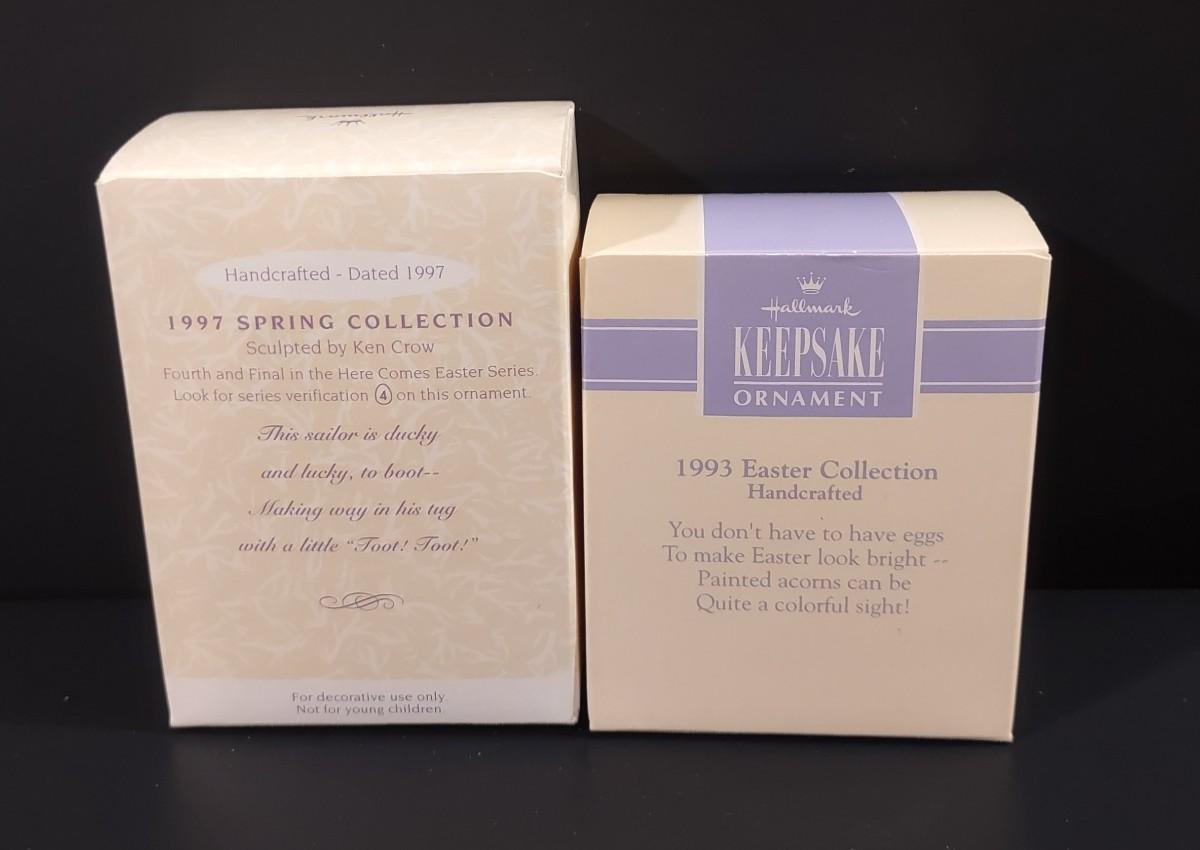 Hallmark
Handcrafted - Dated 1997
1997 SPRING COLLECTION
Sculpted by Ken Crow
Fourth and Final in the Here Comes Easter Series.
Look for series verification 4 on this ornament.
This sailor is ducky
and lucky, to boot--
Making way in his tug
with a little “Toot! Toot!”
For decorative use only.
Not for young children.
Hallmark
KEEPSAKE
ORNAMENT
1993 Easter Collection
Handcrafted
You don't have to have eggs
To make Easter look bright --
Painted acorns can be
Quite a colorful sight!